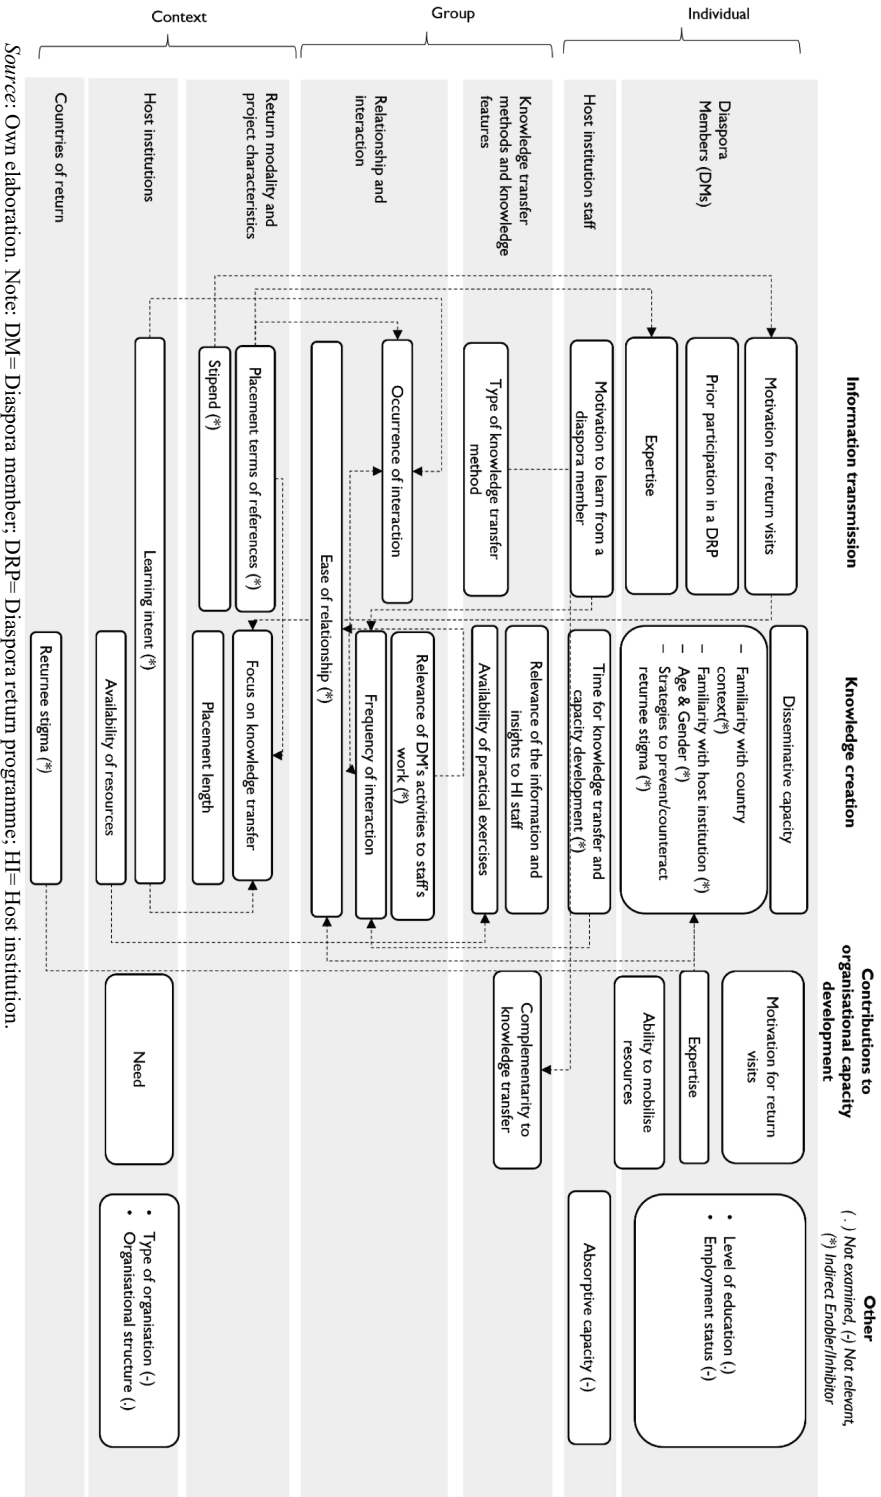 Information transmission
Knowledge creation
Contributions to
organisational capacity
development
Other
( . ) Not examined, (-) Not relevant,
(*) Indirect Enabler/Inhibitor
Individual
Diaspora
Members (DMs)
Motivation for return visits
Prior participation in a DRP
Expertise
Disseminative capacity
– Familiarity with country
context(*)
– Familiarity with host institution (*)
– Age & Gender (*)
– Strategies to prevent/counteract
returnee stigma (*)
Motivation for return
visits
Expertise
Ability to mobilise
resources
• Level of education (.)
• Employment status (-)
Host institution staff
Motivation to learn from a
diaspora member
Time for knowledge transfer and
capacity development (*)
Absorptive capacity (-)
Group
Knowledge transfer
methods and knowledge
features
Type of knowledge transfer
method
Relevance of the information and
insights to HI staff
Availability of practical exercises
Complementarity to
knowledge transfer
Relationship and
interaction
Occurrence of interaction
Relevance of DM's activities to staff's
work (*)
Frequency of interaction
Ease of relationship (*)
Context
Return modality and
project characteristics
Placement terms of references (*)
Stipend (*)
Focus on knowledge transfer
Placement length
Host institutions
Learning intent (*)
Availability of resources
Need
• Type of organisation (-)
• Organisational structure (.)
Countries of return
Returnee stigma (*)
Source: Own elaboration. Note: DM= Diaspora member; DRP= Diaspora return programme; HI= Host institution.